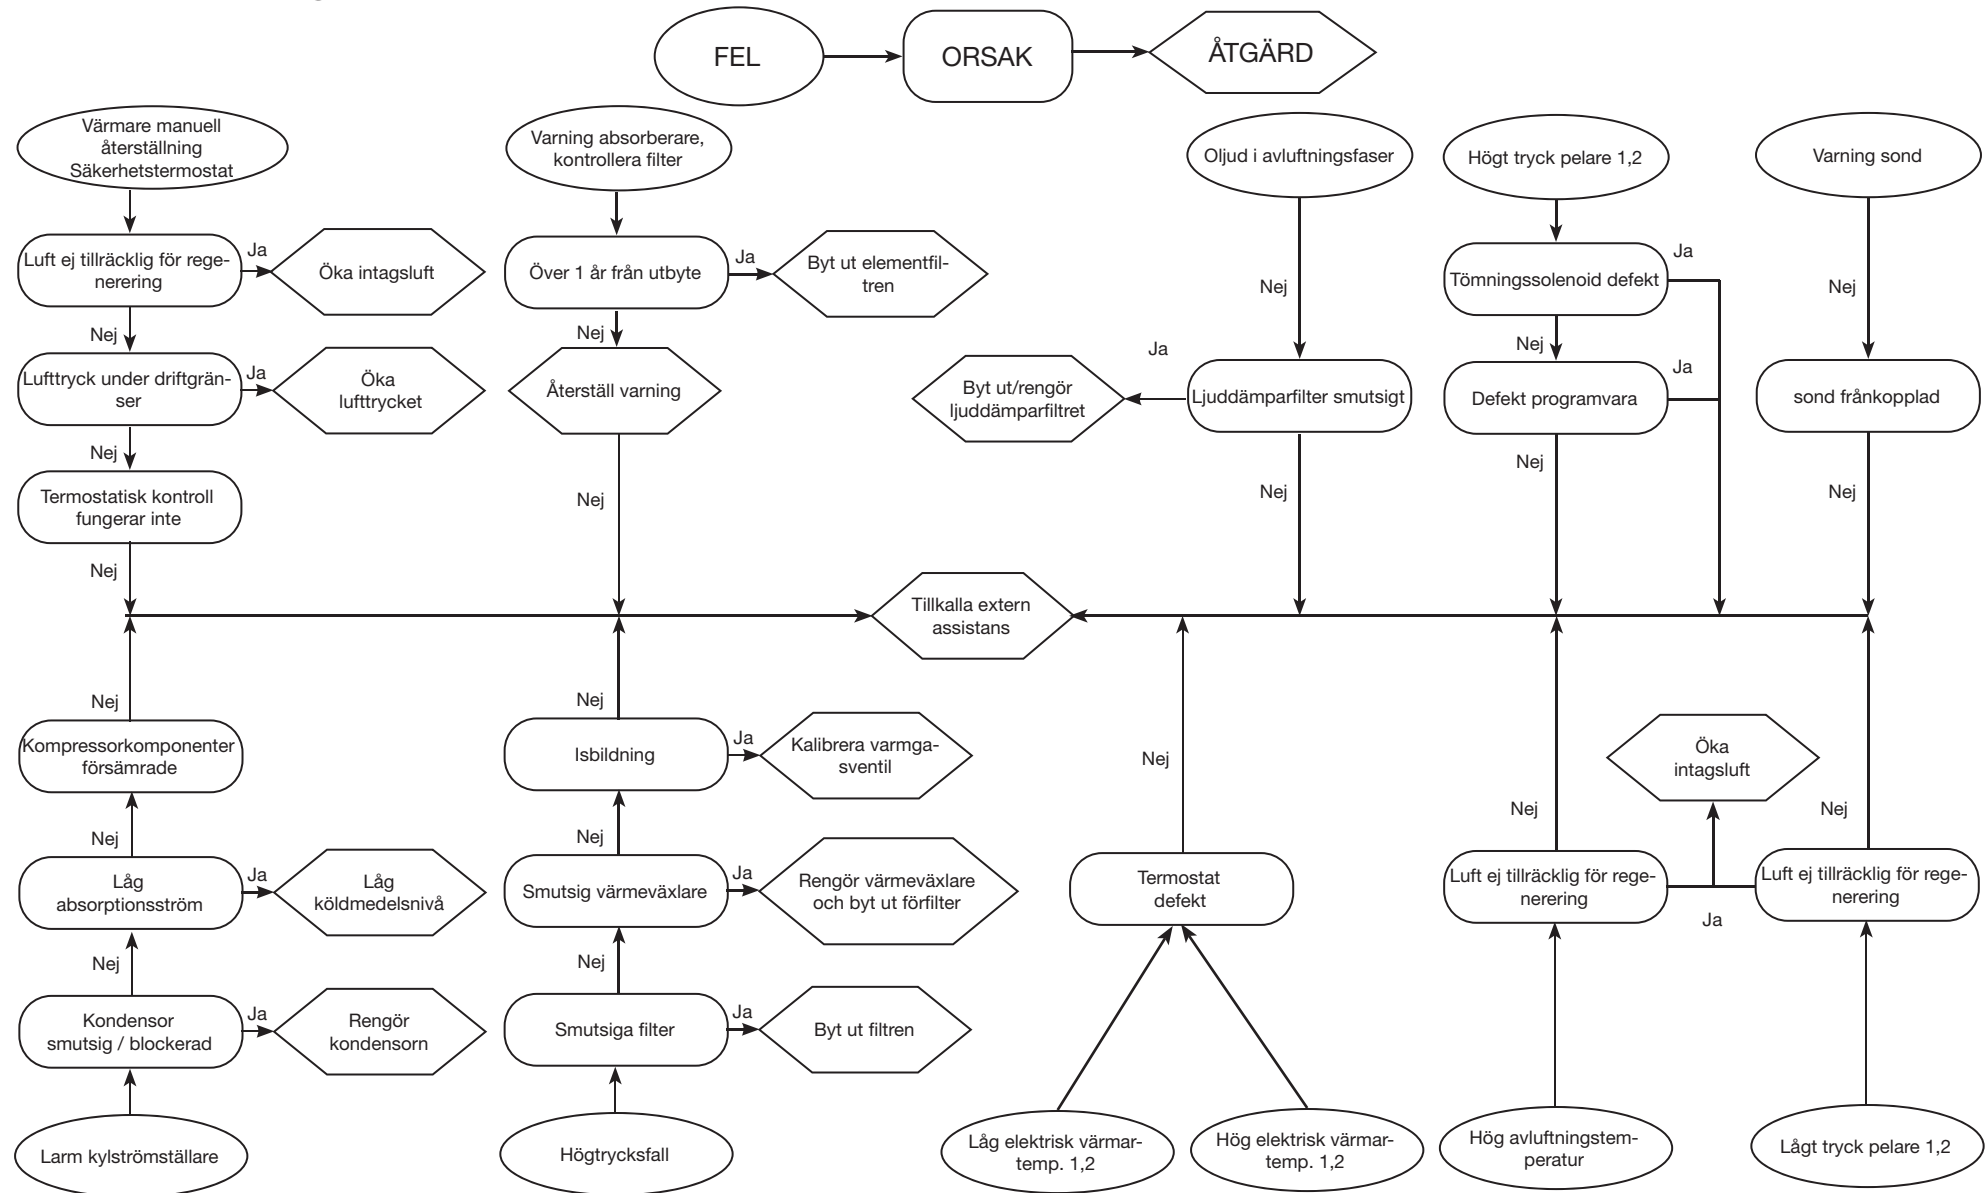 FEL
ORSAK
ÅTGÄRD
Värmare manuell
återställning
Säkerhetstermostat
Luft ej tillräcklig för rege-
nerering
Ja
Öka intagsluft
Nej
Lufttryck under driftgrän-
ser
Ja
Öka
lufttrycket
Nej
Termostatisk kontroll
fungerar inte
Nej
Varning absorberare,
kontrollera filter
Över 1 år från utbyte
Ja
Byt ut elementfil-
tren
Nej
Återställ varning
Nej
Oljud i avluftningsfaser
Nej
Ljuddämparfilter smutsigt
Ja
Byt ut/rengör
ljuddämparfiltret
Nej
Högt tryck pelare 1,2
Tömningssolenoid defekt
Ja
Nej
Defekt programvara
Ja
Nej
Varning sond
Nej
sond frånkopplad
Nej
Tillkalla extern
assistans
Nej
Kompressorkomponenter
försämrade
Nej
Låg
absorptionsström
Ja
Låg
köldmedelsnivå
Nej
Kondensor
smutsig / blockerad
Ja
Rengör
kondensorn
Larm kylströmställare
Nej
Isbildning
Ja
Kalibrera varmga-
sventil
Nej
Smutsig värmeväxlare
Ja
Rengör värmeväxlare
och byt ut förfilter
Nej
Smutsiga filter
Ja
Byt ut filtren
Högtrycksfall
Nej
Termostat
defekt
Låg elektrisk värmar-
temp. 1,2
Hög elektrisk värmar-
temp. 1,2
Öka
intagsluft
Nej
Luft ej tillräcklig för rege-
nerering
Ja
Nej
Luft ej tillräcklig för rege-
nerering
Hög avluftningstem-
peratur
Lågt tryck pelare 1,2